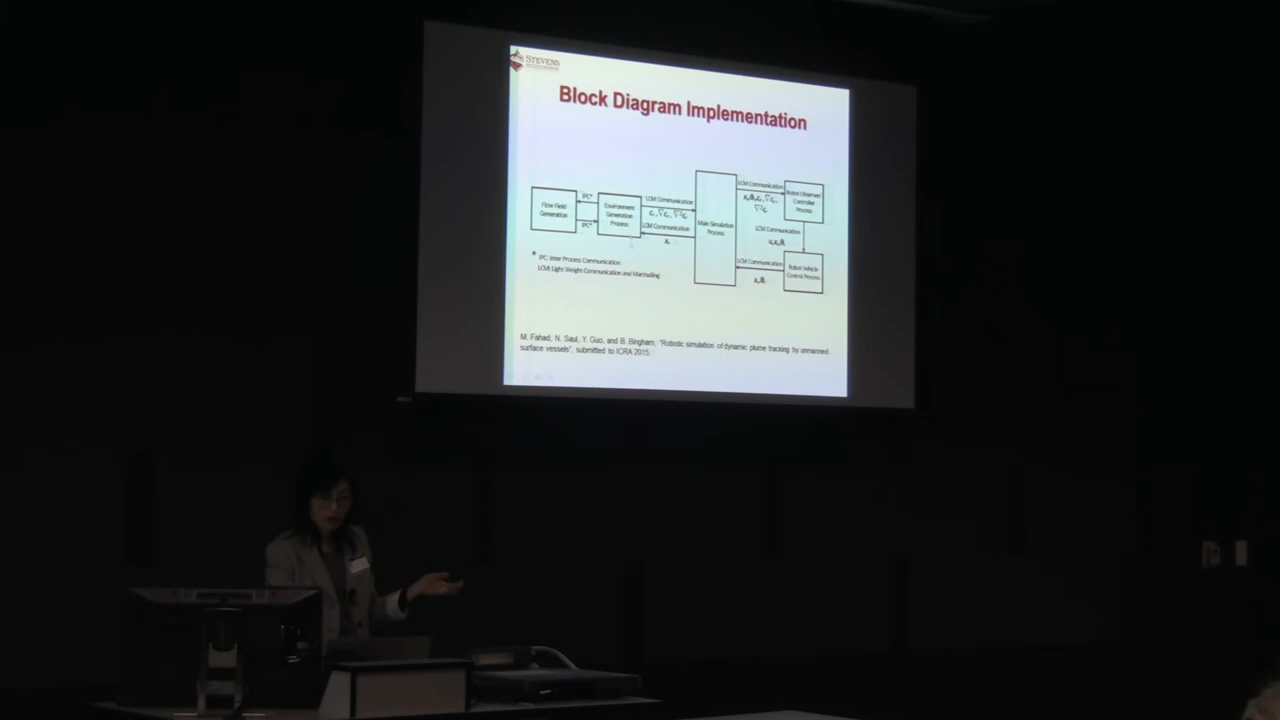 STEVENS
Block Diagram Implementation
Flow Field
Generation
IPC*
IPC*
Environment
Generation
Process
LCM Communication
LCM Communication
Main Simulation
Process
LCM Communication
Robot Observer/
Controller
Process
LCM Communication
LCM Communication
Robot Vehicle
Control Process
* IPC: Inter Process Communication
LCM: Light Weight Communication and Marshalling
M. Fahad, N. Saul, Y. Guo, and B. Bingham, "Robotic simulation of dynamic plume tracking by unmanned
surface vessels", submitted to ICRA 2015.